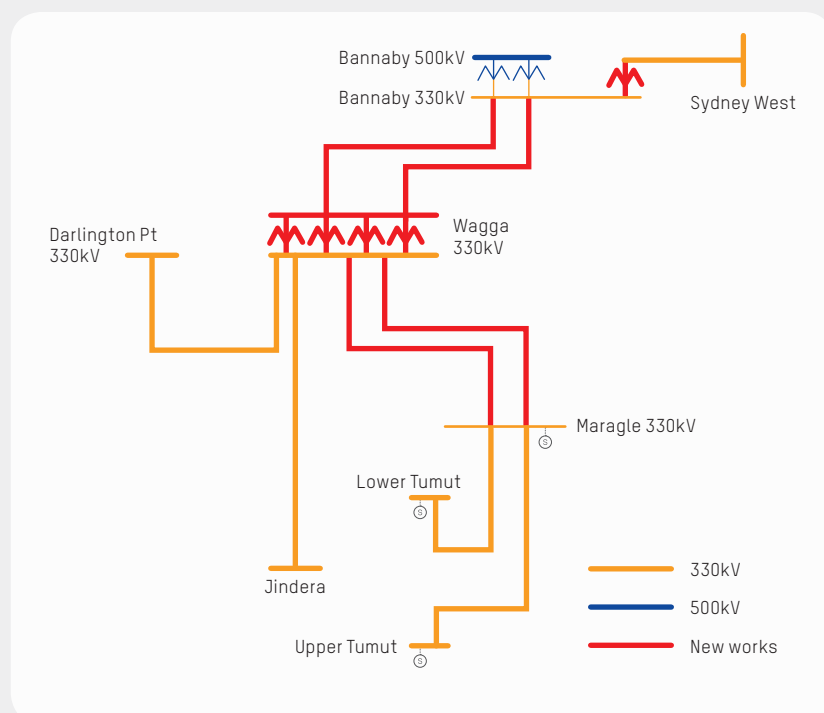 Bannaby 500kV
Bannaby 330kV
Sydney West
Darlington Pt
330kV
Wagga
330kV
Maragle 330kV
S
Lower Tumut
S
Jindera
Upper Tumut
S
330kV
500kV
New works